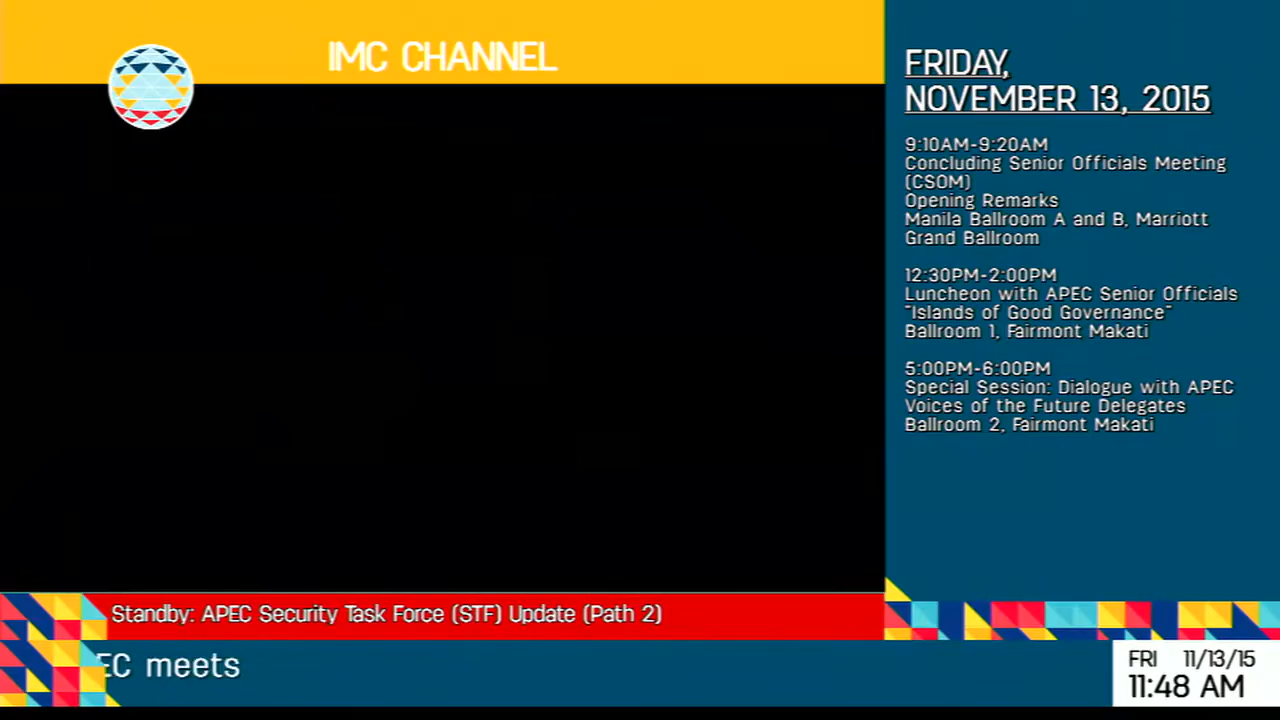 IMC CHANNEL
FRIDAY,
NOVEMBER 13, 2015
9:10AM-9:20AM
Concluding Senior Officials Meeting
(CSOM)
Opening Remarks
Manila Ballroom A and B, Marriott
Grand Ballroom
12:30PM-2:00PM
Luncheon with APEC Senior Officials
"Islands of Good Governance"
Ballroom 1, Fairmont Makati
5:00PM-6:00PM
Special Session: Dialogue with APEC
Voices of the Future Delegates
Ballroom 2, Fairmont Makati
Standby: APEC Security Task Force (STF) Update (Path 2)
EC meets
FRI 11/13/15
11:48 AM